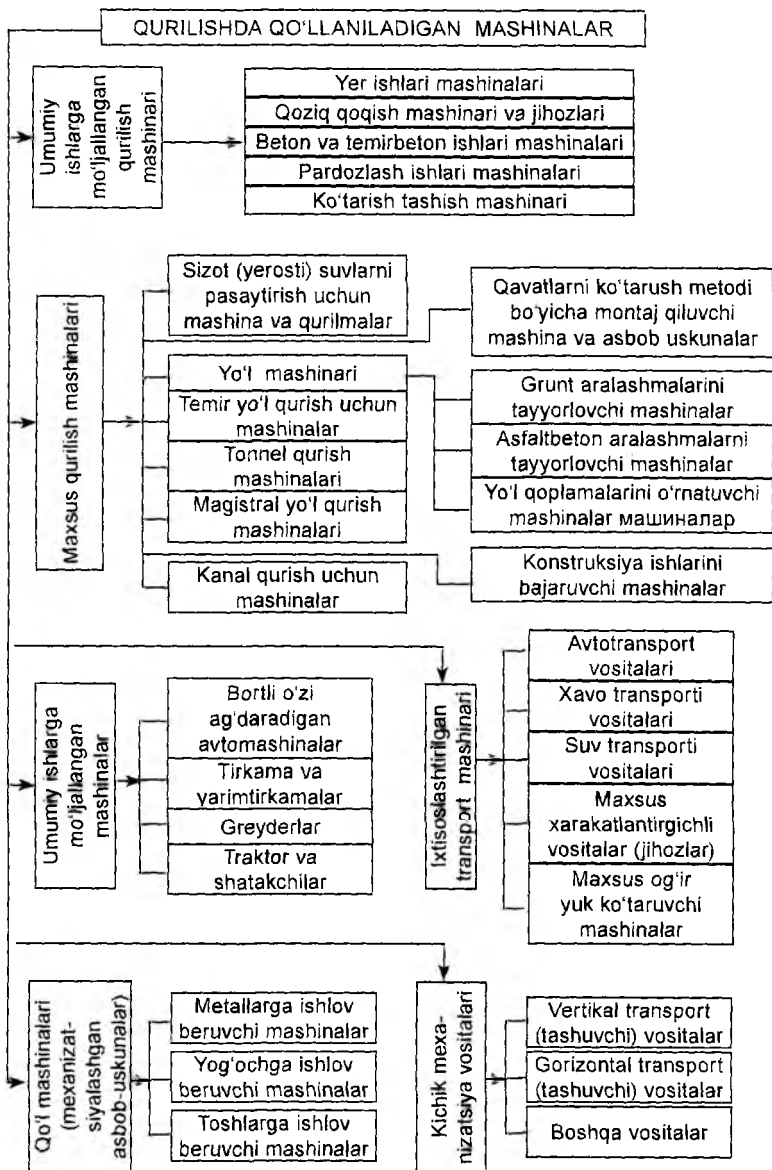 QURILISHDA QO‘LLANILADIGAN MASHINALAR
Umumiy
ishlarga
mo‘ljallangan
qurilish
mashinari
Yer ishlari mashinalari
Qoziq qoqish mashinari va jihozlari
Beton va temirbeton ishlari mashinalari
Pardozlash ishlari mashinalari
Ko‘tarish tashish mashinari
Maxsus qurilish mashinalari
Sizot (yerosti) suvlarni
pasaytirish uchun
mashina va qurilmalar
Yo‘l mashinari
Temir yo‘l qurish uchun
mashinalar
Tonnel qurish
mashinalari
Magistral yo‘l qurish
mashinalari
Kanal qurish uchun
mashinalar
Qavatlarni ko‘tarush metodi
bo‘yicha montaj qiluvchi
mashina va asbob uskunalar
Grunt aralashmalarini
tayyorlovchi mashinalar
Asfaltbeton aralashmalarni
tayyorlovchi mashinalar
Yo‘l qoplamalarini o‘rnatuvchi
mashinalar машиналар
Konstruksiya ishlarini
bajaruvchi mashinalar
Umumiy ishlarga
mo‘ljallangan
mashinalar
Bortli o‘zi
ag‘daradigan
avtomashinalar
Tirkama va
yarimtirkamalar
Greyderlar
Traktor va
shatakchilar
Ixtisoslashtirilgan
transport mashinari
Avtotransport
vositalari
Xavo transporti
vositalari
Suv transporti
vositalari
Maxsus
xarakatlantirgichli
vositalar (jihozlar)
Maxsus og‘ir
yuk ko‘taruvchi
mashinalar
Qo‘l mashinalari
(mexanizat-
siyalashgan
asbob-uskunalar)
Metallarga ishlov
beruvchi mashinalar
Yog‘ochga ishlov
beruvchi mashinalar
Toshlarga ishlov
beruvchi mashinalar
Kichik mexa-
nizatsiya vositalari
Vertikal transport
(tashuvchi) vositalar
Gorizontal transport
(tashuvchi) vositalar
Boshqa vositalar